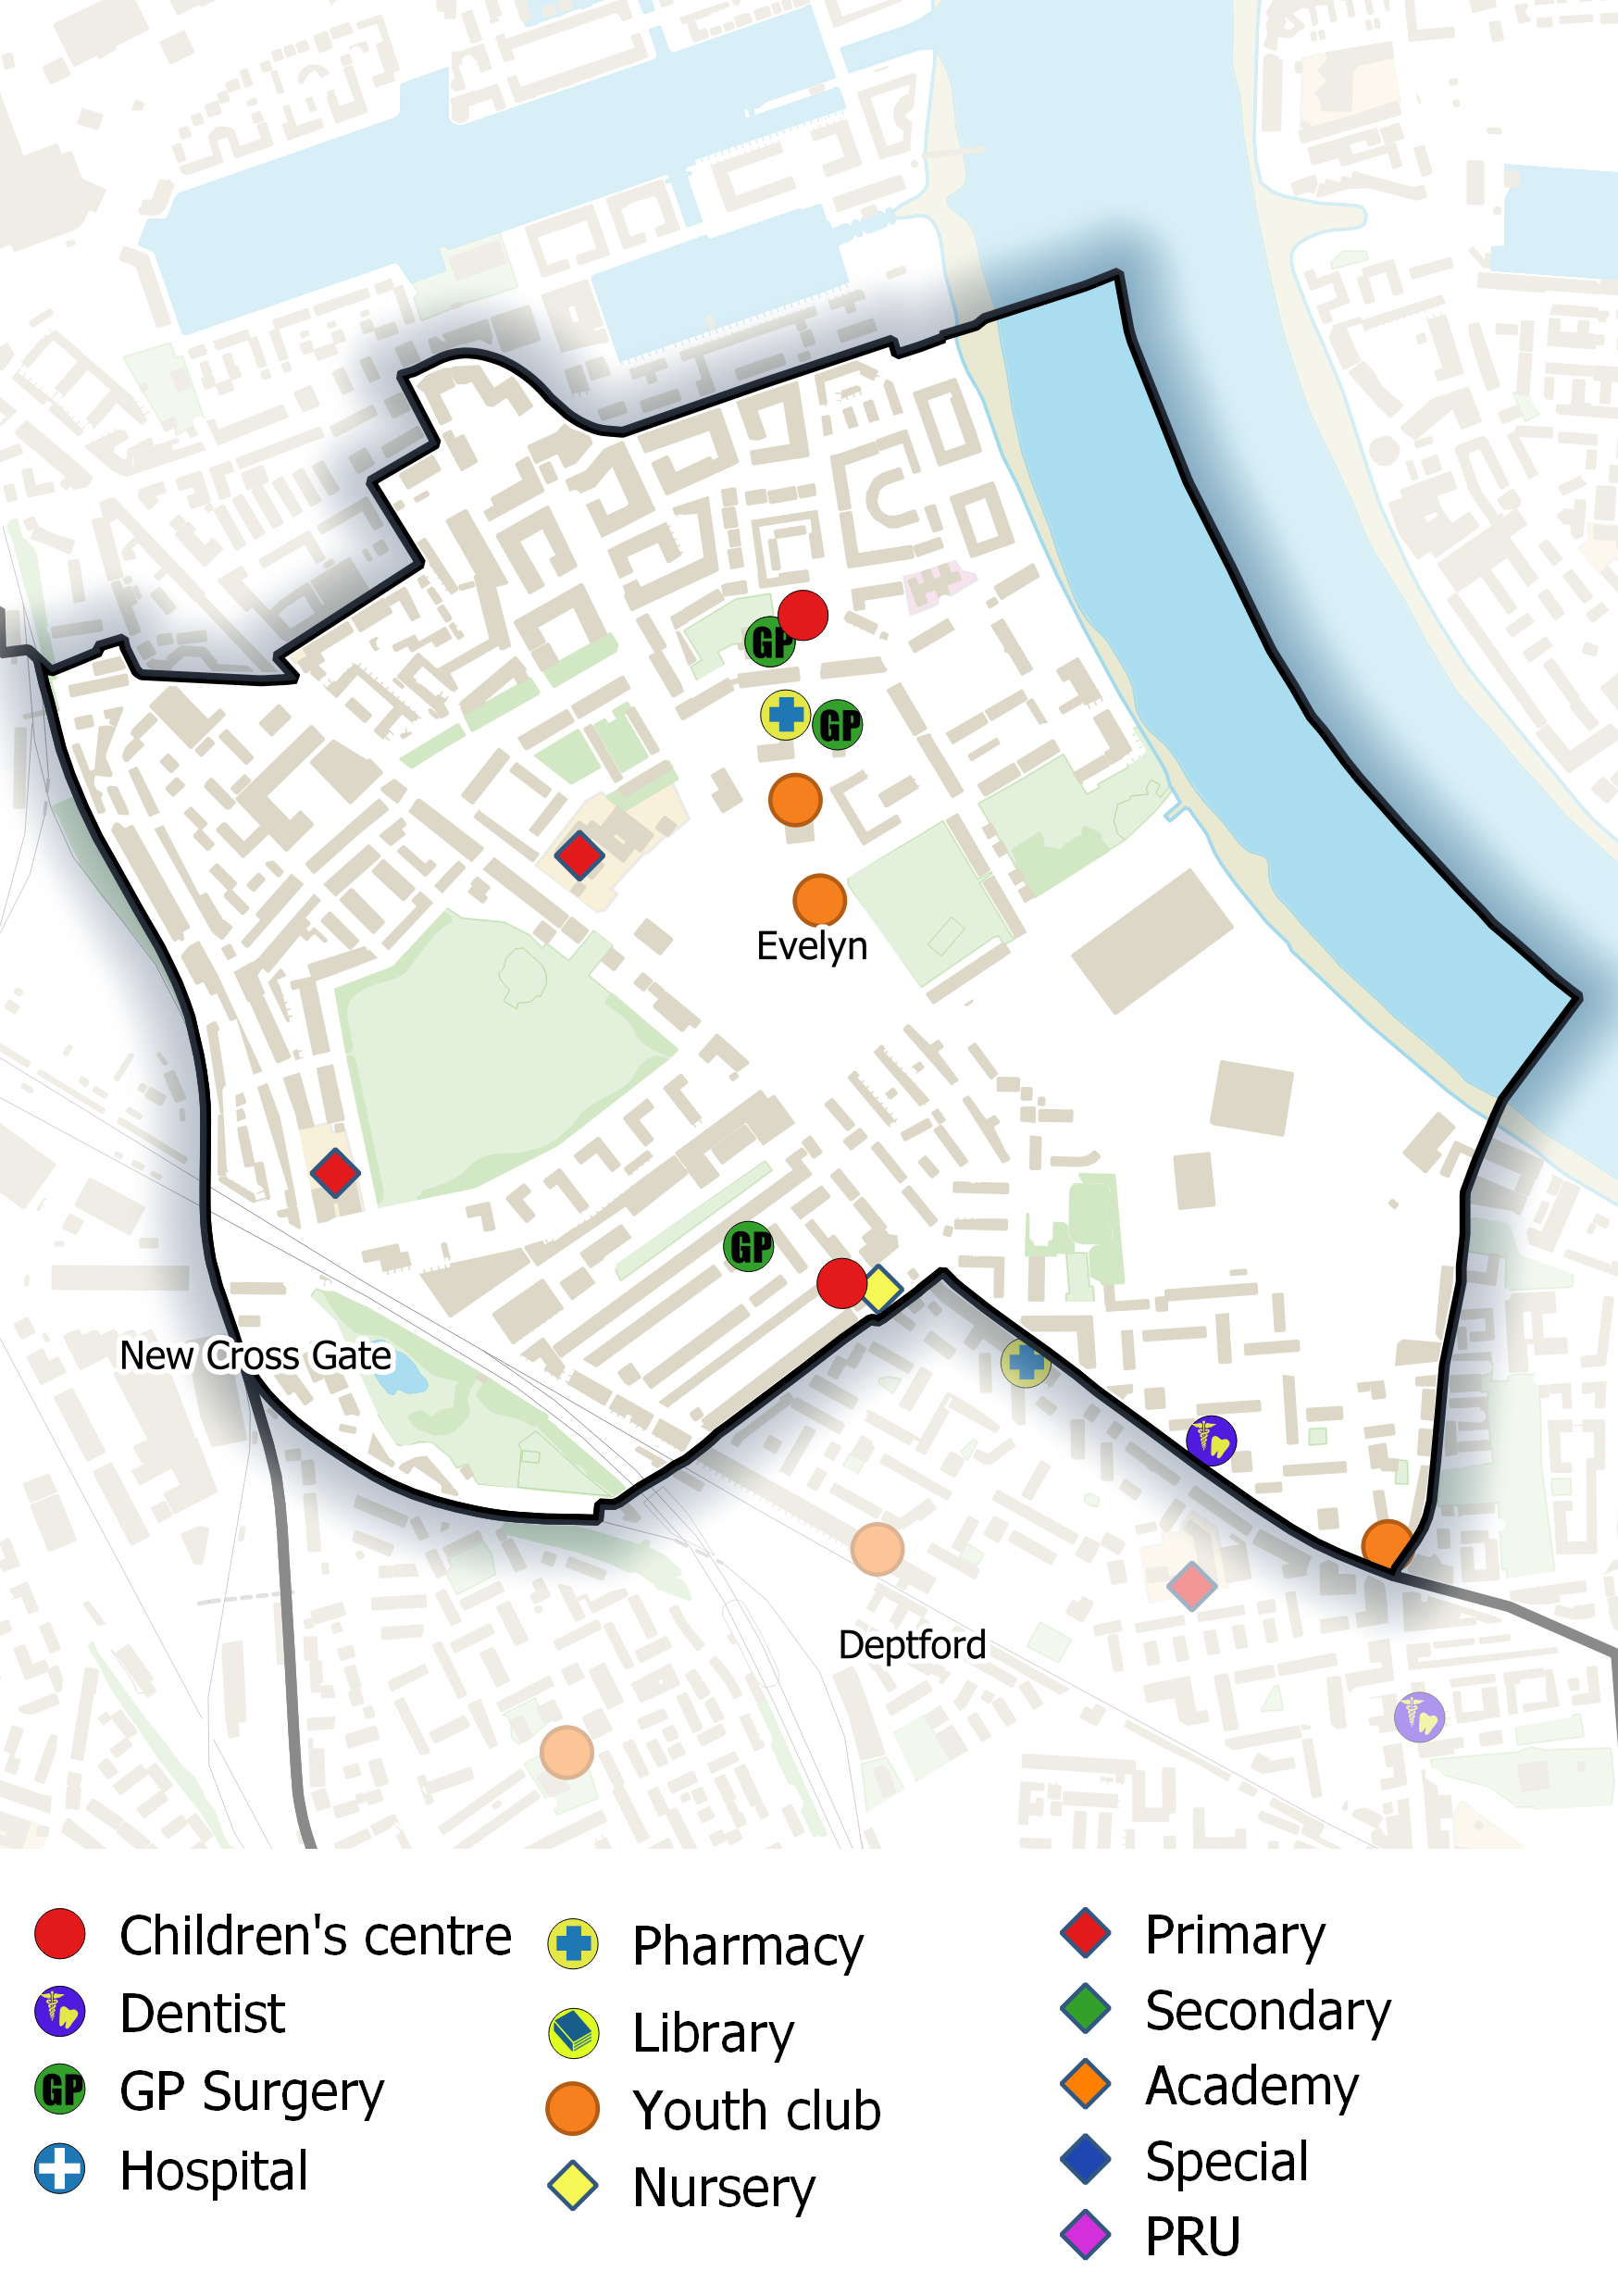 GP
GP
Evelyn
GP
New Cross Gate
Deptford
Children's centre
Dentist
GP GP Surgery
Hospital
Pharmacy
Library
Youth club
Nursery
Primary
Secondary
Academy
Special
PRU